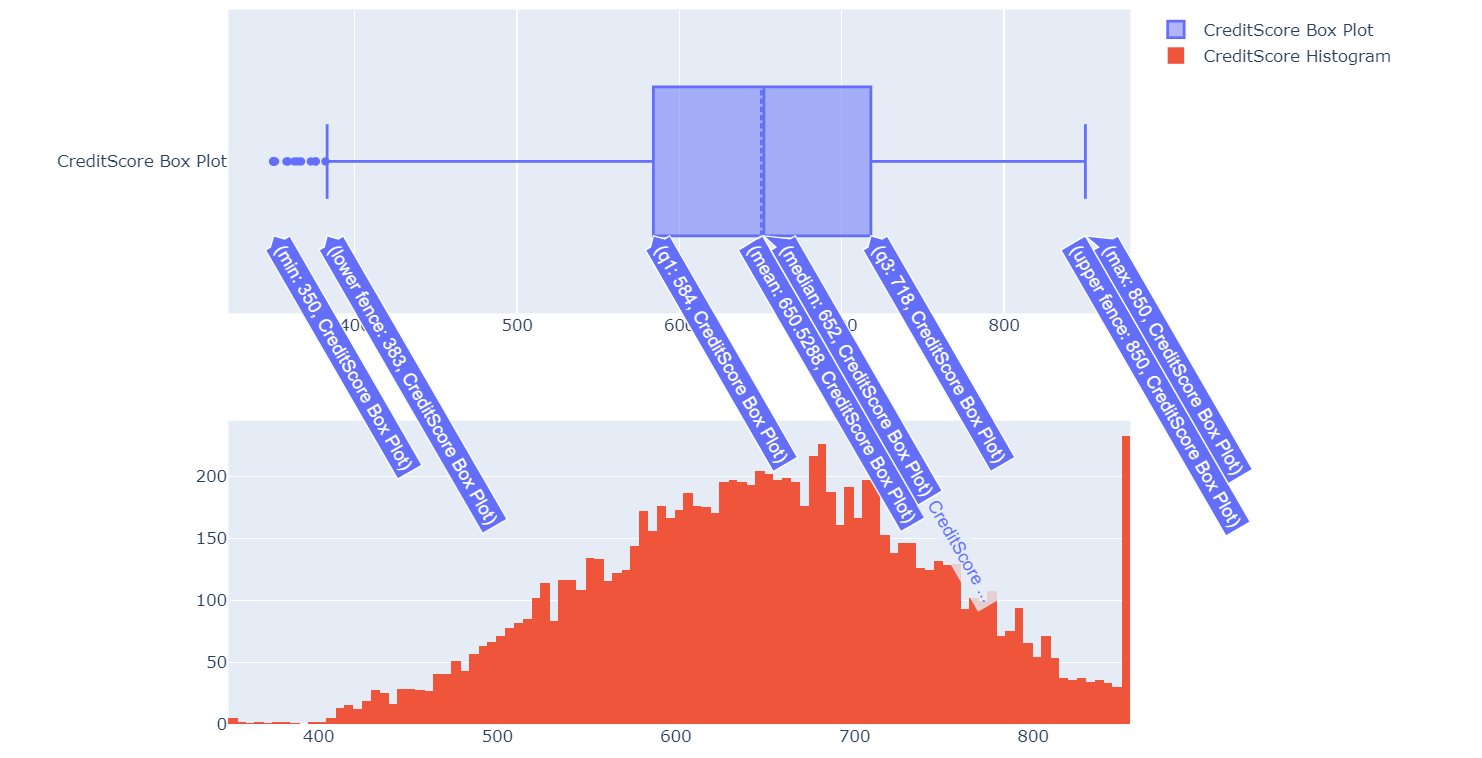 CreditScore Box Plot
CreditScore Histogram
CreditScore Box Plot
500
800
(min: 350, CreditScore Box Plot)
(lower fence: 383, CreditScore Box Plot)
(q1: 584, CreditScore Box Plot)
(mean: 650.5288, CreditScore Box Plot)
(median: 652, CreditScore Box Plot)
CreditScore ...
(q3: 718, CreditScore Box Plot)
(upper fence: 850, CreditScore Box Plot)
(max: 850, CreditScore Box Plot)
200
150
100
50
0
400
500
600
700
800